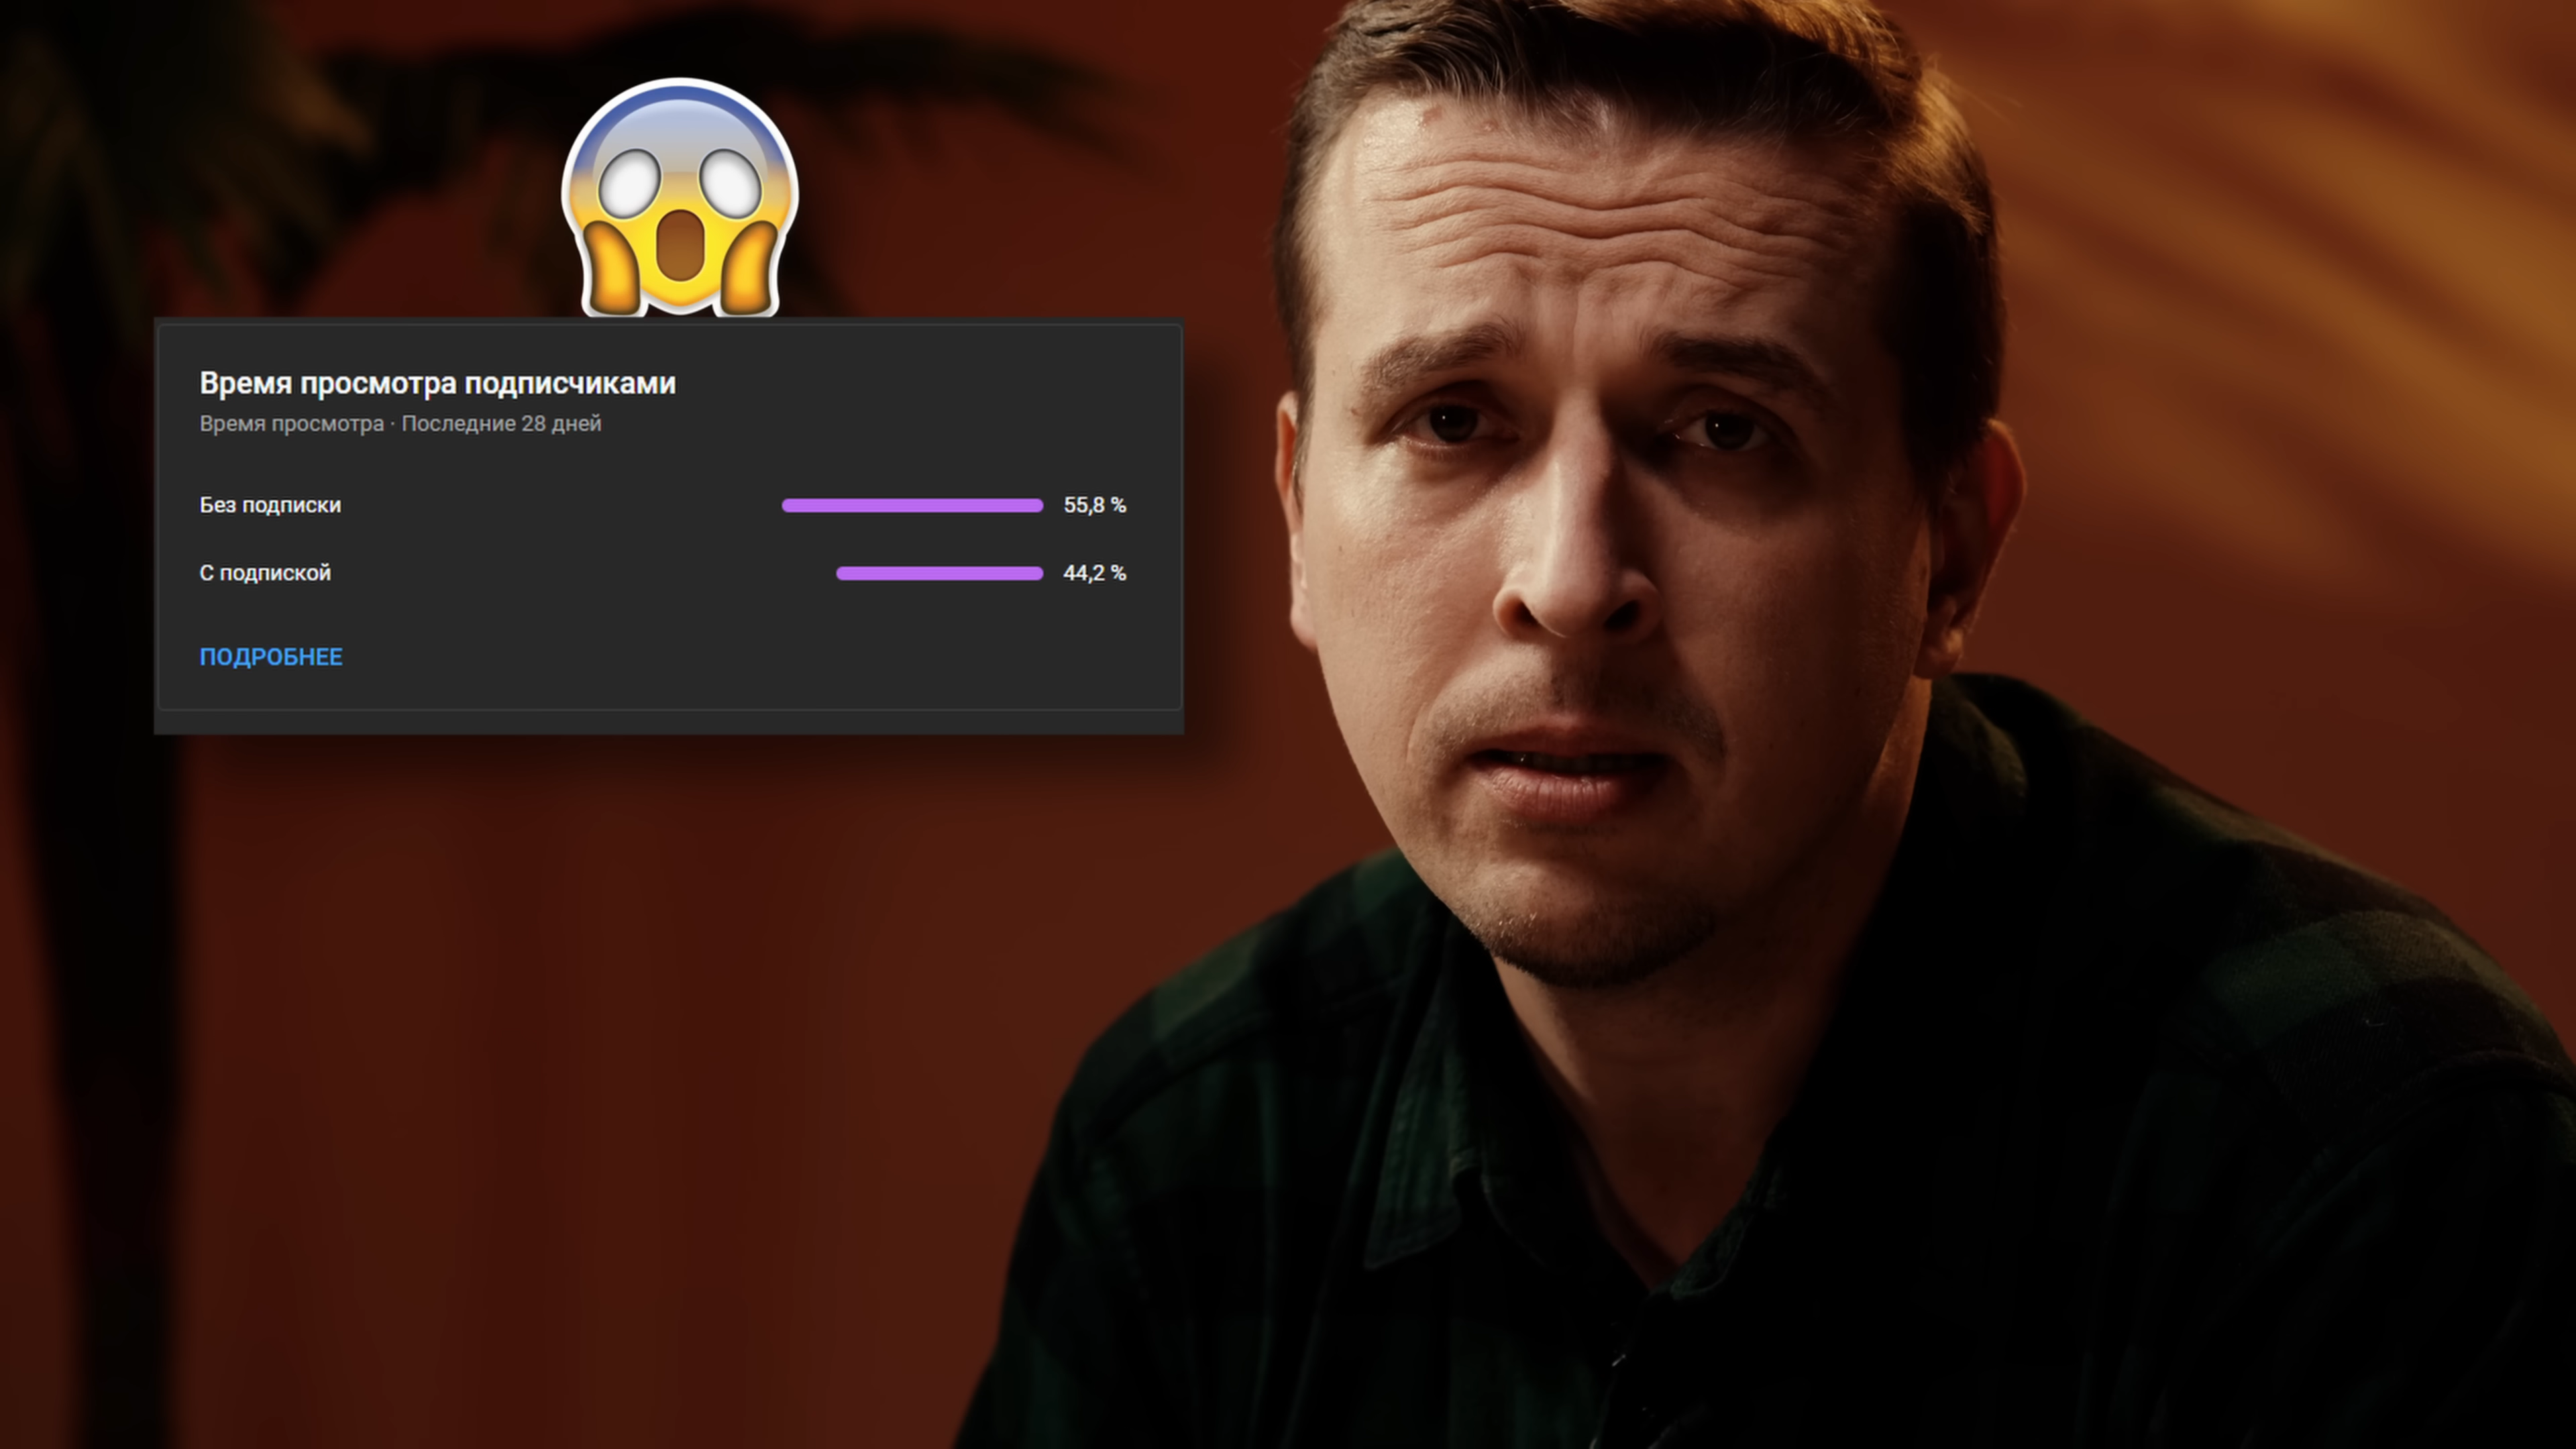 Время просмотра подписчиками
Время просмотра · Последние 28 дней
Без подписки 55,8 %
С подпиской 44,2 %
ПОДРОБНЕЕ